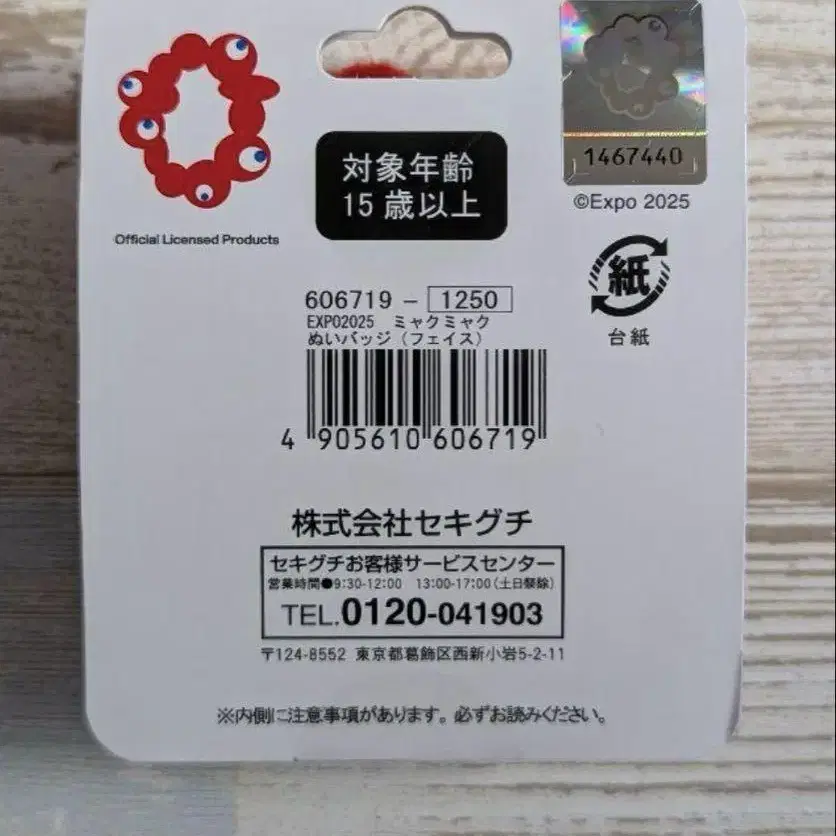 1467440
©Expo 2025
Official Licensed Products
対象年齢
15歳以上
紙
台紙
606719 - 1250
EXPO2025 ミャクミャク
ぬいバッジ（フェイス）
4 905610 606719
株式会社セキグチ
セキグチお客様サービスセンター
営業時間●9:30-12:00 13:00-17:00（土日祭除）
TEL.0120-041903
〒124-8552 東京都葛飾区西新小岩5-2-11
※内側に注意事項があります。必ずお読みください。